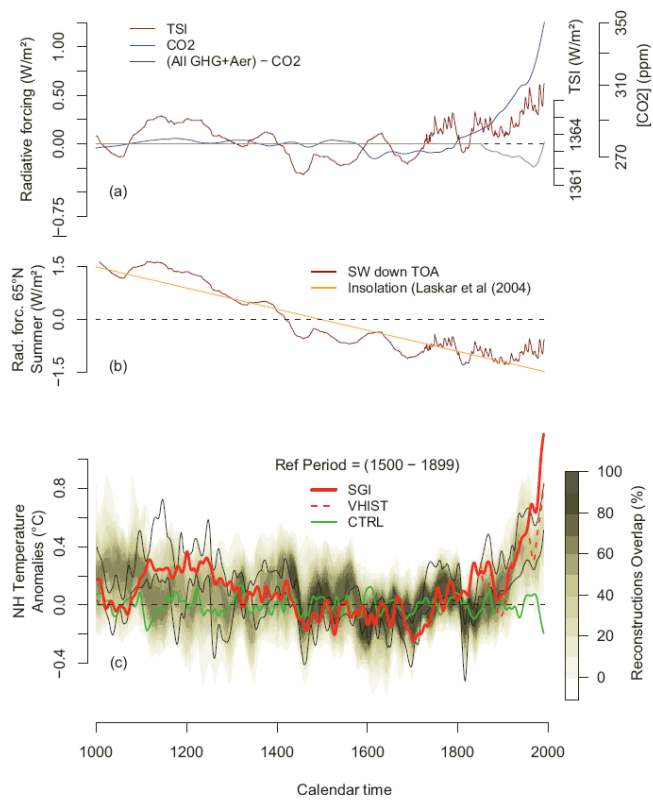 TSI
CO2
(All GHG+Aer) − CO2
Radiative forcing (W/m²)
1.00
0.50
0.00
−0.75
(a)
TSI (W/m²)
1364
1361
[CO2] (ppm)
350
310
270
Rad. forc. 65°N
Summer (W/m²)
1.5
0.0
−1.5
SW down TOA
Insolation (Laskar et al (2004)
(b)
Ref Period = (1500 − 1899)
SGI
VHIST
CTRL
NH Temperature
Anomalies (°C)
0.8
0.4
0.0
−0.4
(c)
100
80
60
40
20
0
Reconstructions Overlap (%)
1000 1200 1400 1600 1800 2000
Calendar time